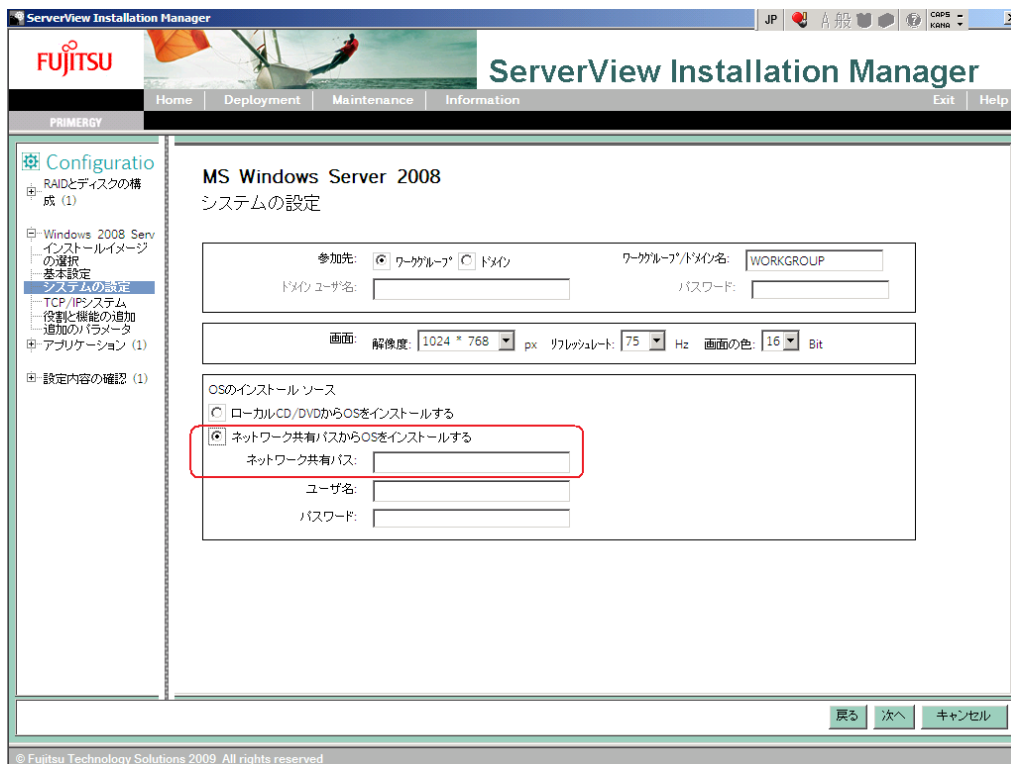 ServerView Installation Manager
JP A 般 CAPS KANA
FUJITSU
ServerView Installation Manager
Home Deployment Maintenance Information Exit Help
PRIMERGY
Configuratio
RAIDとディスクの構
成 (1)
Windows 2008 Serv
インストールイメージ
の選択
基本設定
システムの設定
TCP/IPシステム
役割と機能の追加
追加のパラメータ
アプリケーション (1)
設定内容の確認 (1)
MS Windows Server 2008
システムの設定
参加先: ワークグループ ドメイン ワークグループ/ドメイン名: WORKGROUP
ドメイン ユーザ名: パスワード:
画面: 解像度: 1024 * 768 px リフレッシュレート: 75 Hz 画面の色: 16 Bit
OSのインストール ソース
ローカルCD/DVDからOSをインストールする
ネットワーク共有パスからOSをインストールする
ネットワーク共有パス:
ユーザ名:
パスワード:
戻る 次へ キャンセル
© Fujitsu Technology Solutions 2009 All rights reserved